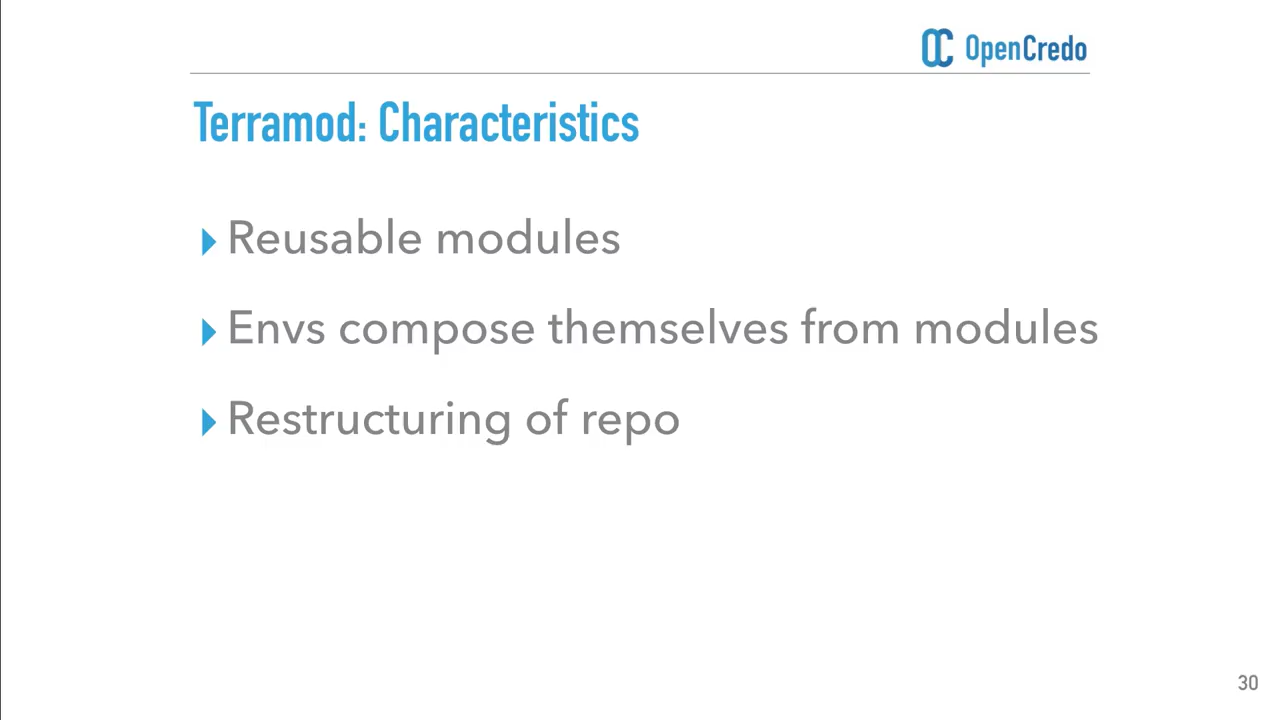 OpenCredo
Terramod: Characteristics
Reusable modules
Envs compose themselves from modules
Restructuring of repo
30